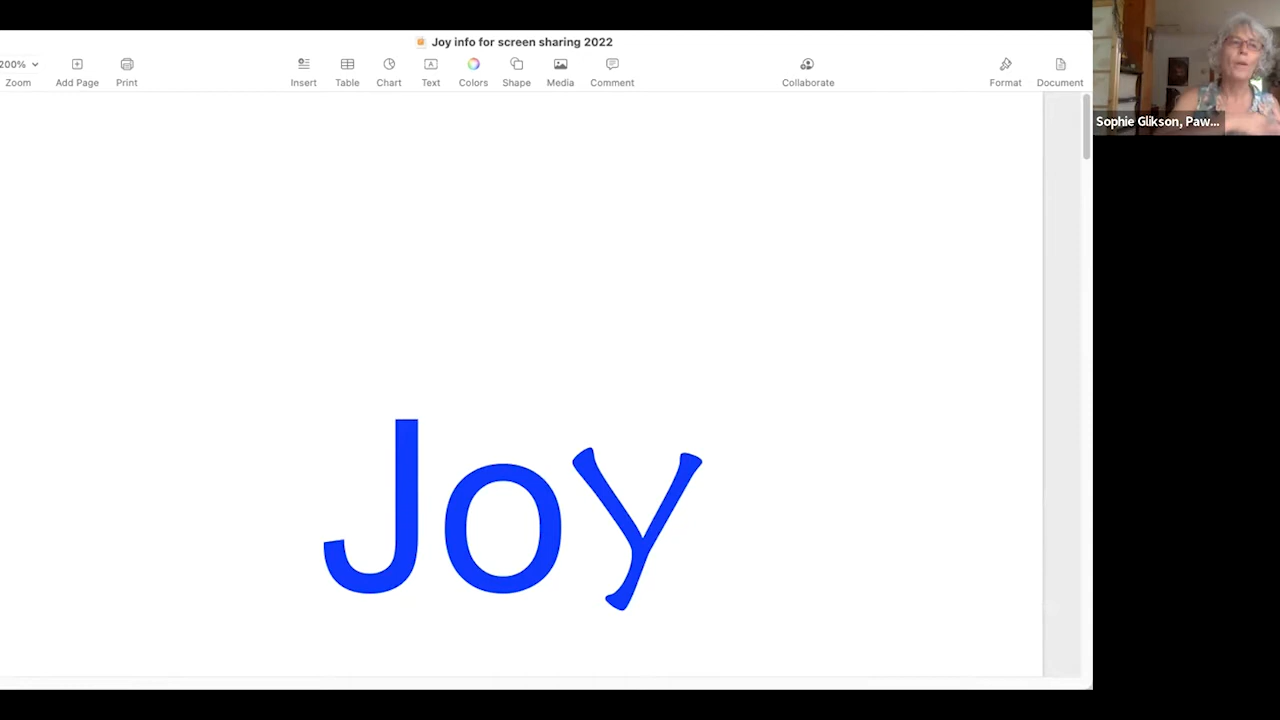 Joy info for screen sharing 2022
200%
Zoom Add Page Print Insert Table Chart Text Colors Shape Media Comment Collaborate Format Document
Sophie Glikson, Paw...
Joy